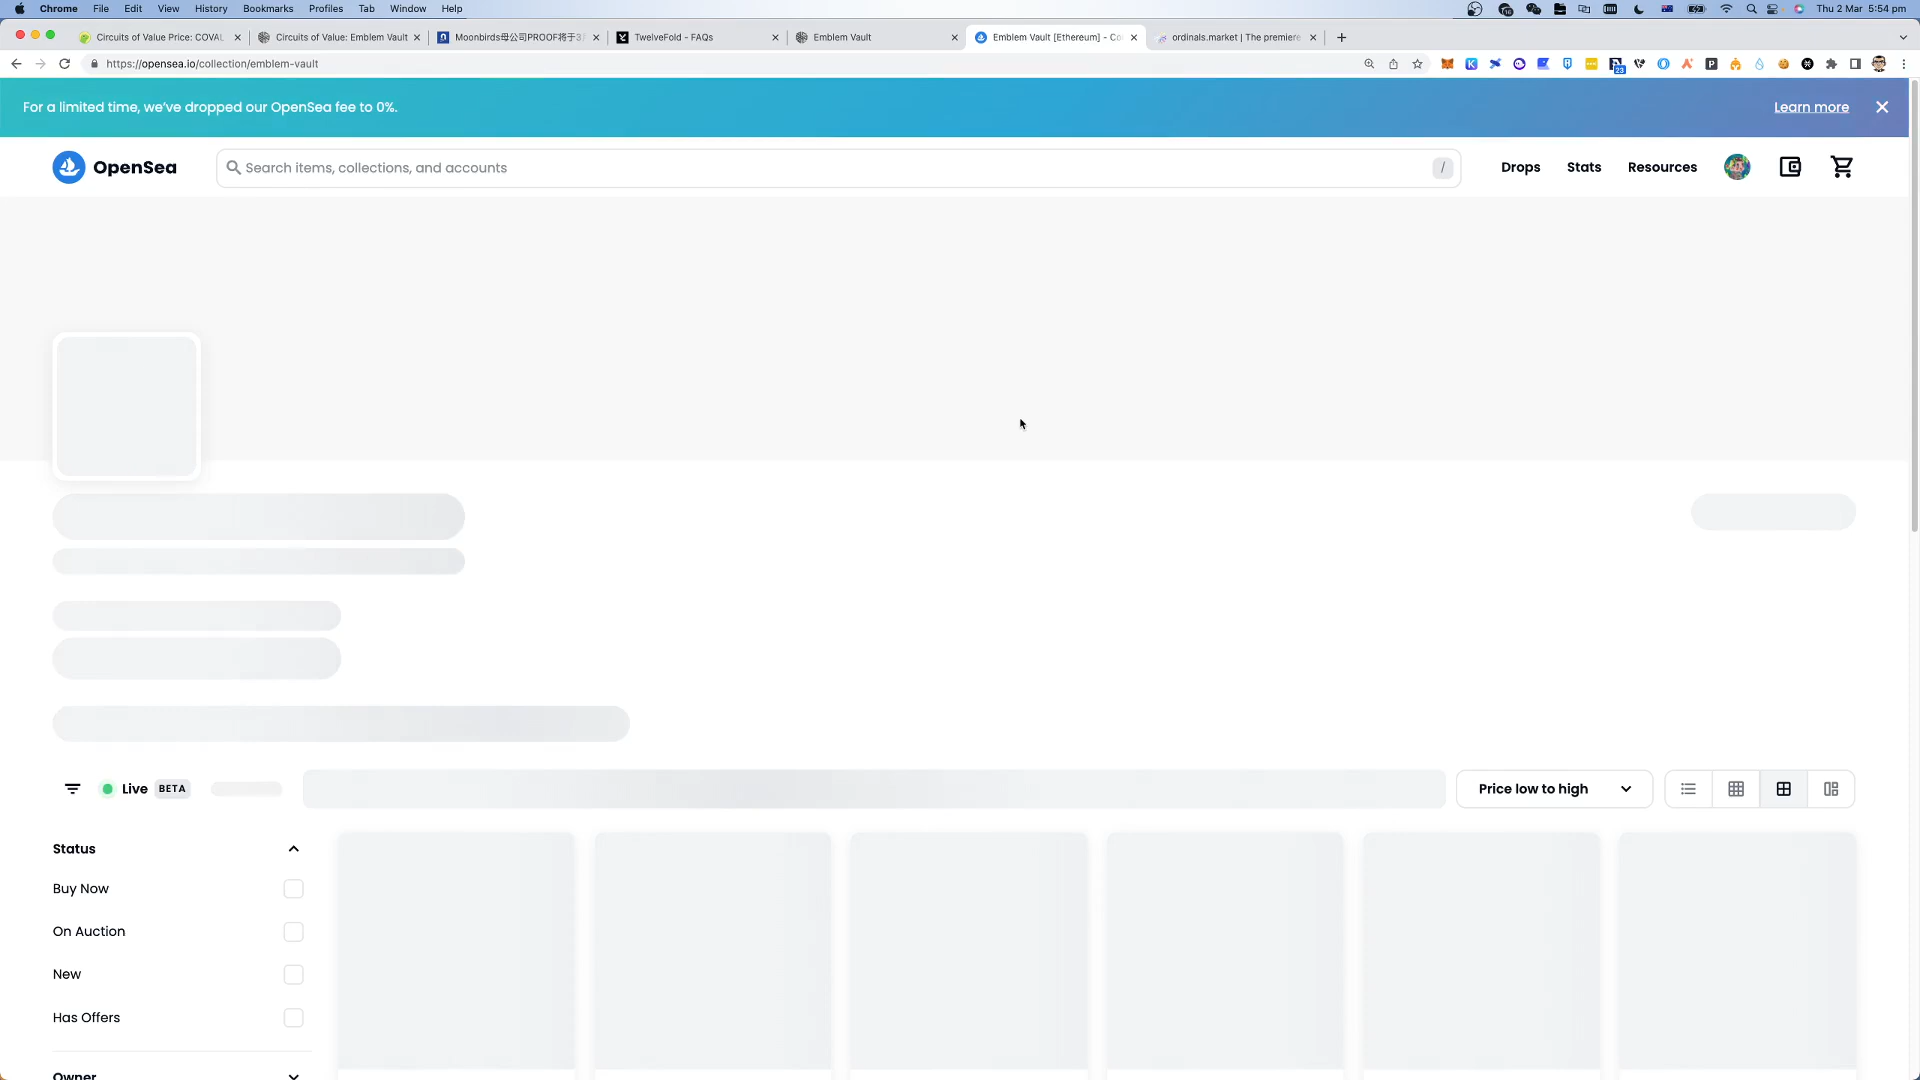 Chrome File Edit View History Bookmarks Profiles Tab Window Help Thu 2 Mar 5:54 pm
Circuits of Value Price: COVAL Circuits of Value: Emblem Vault Moonbirds母公司PROOF将于3 TwelveFold - FAQs Emblem Vault Emblem Vault [Ethereum] - Co ordinals.market | The premiere
https://opensea.io/collection/emblem-vault
23
For a limited time, we've dropped our OpenSea fee to 0%. Learn more
OpenSea Search items, collections, and accounts / Drops Stats Resources
Live BETA Price low to high
Status
Buy Now
On Auction
New
Has Offers
Owner